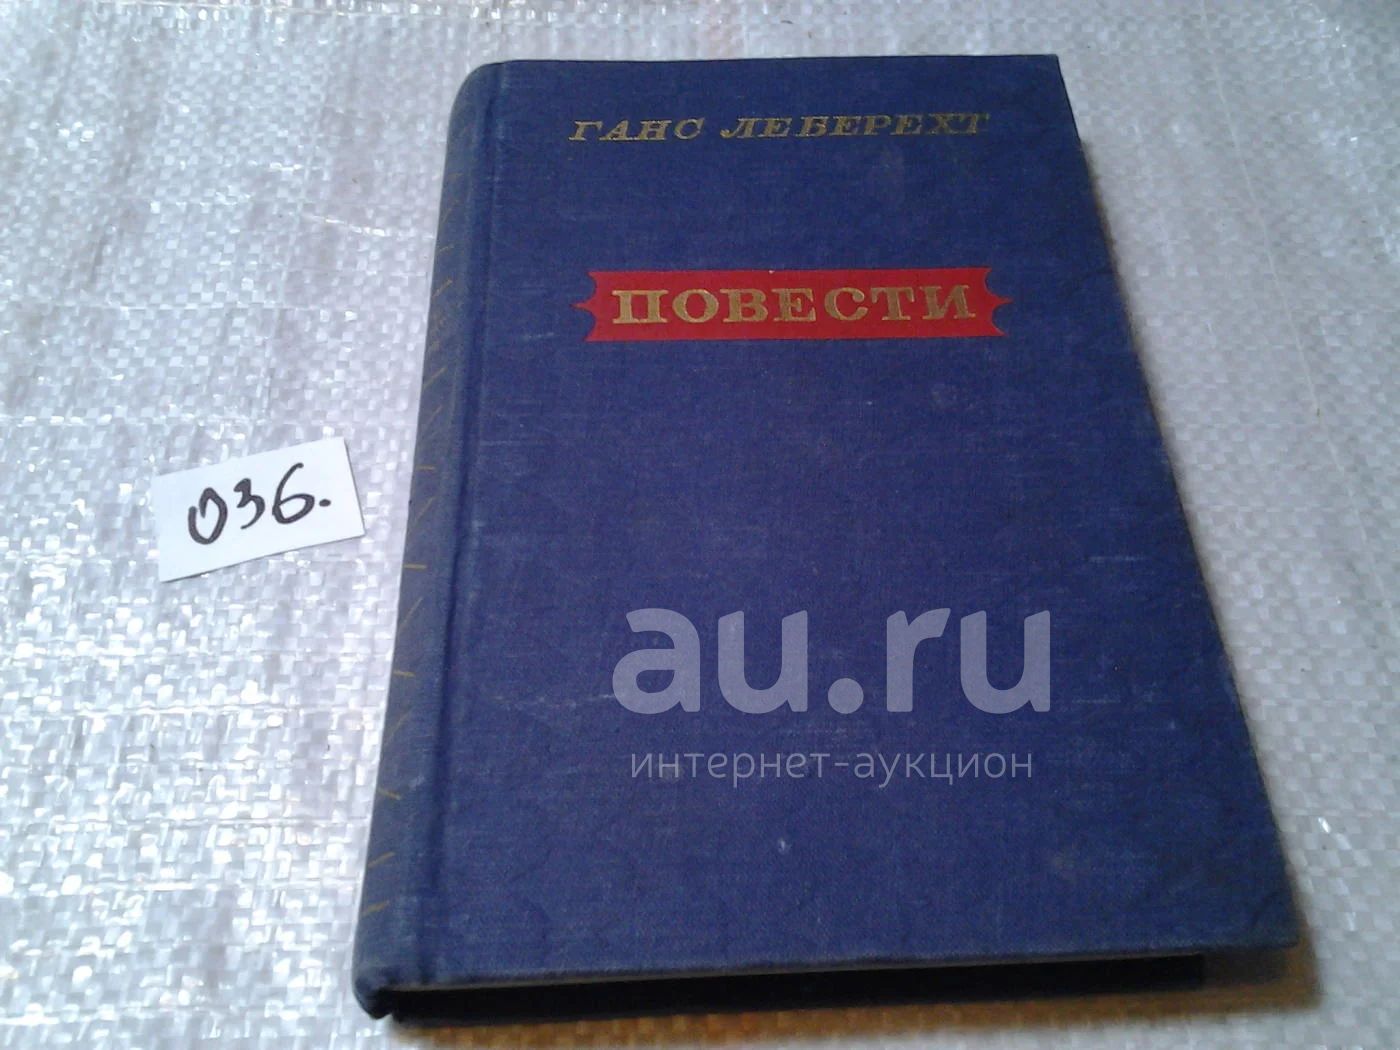 ГАНС ЛЕБЕРЕХТ
ПОВЕСТИ
036.
au.ru
интернет-аукцион